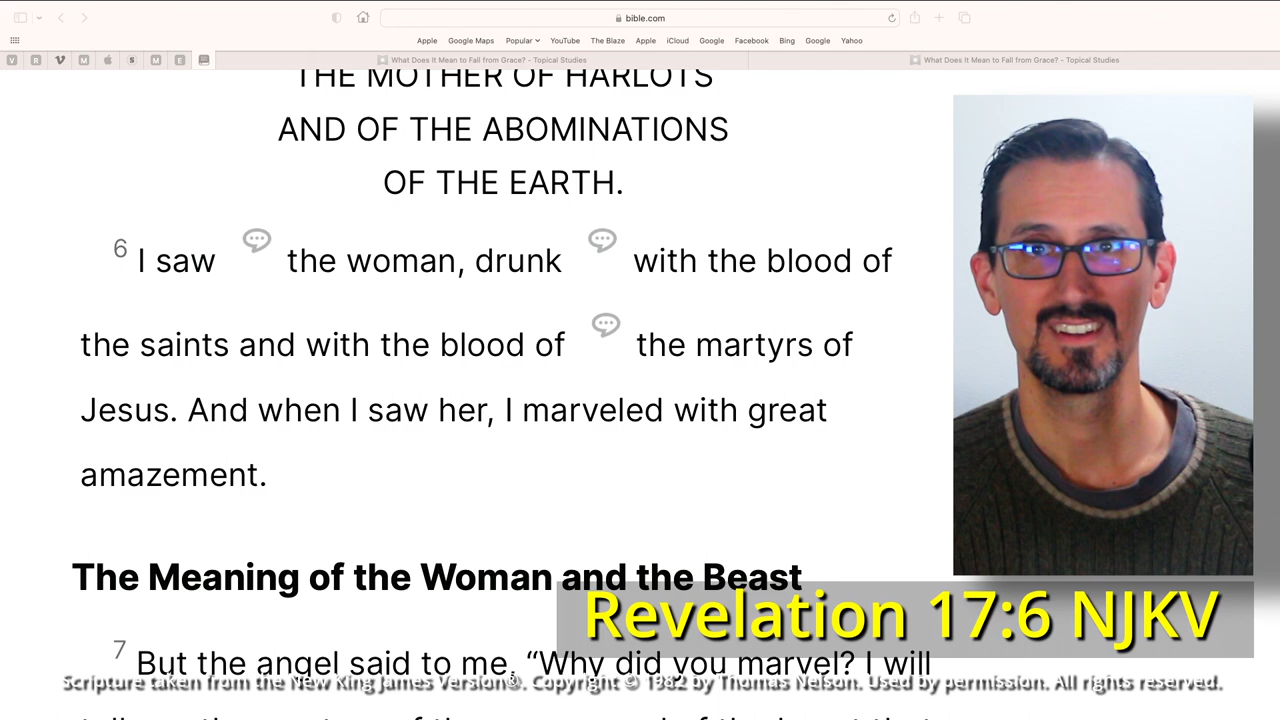 bible.com
Apple Google Maps Popular YouTube The Blaze Apple iCloud Google Facebook Bing Google Yahoo
V R M S M E What Does It Mean to Fall from Grace? - Topical Studies What Does It Mean to Fall from Grace? - Topical Studies
THE MOTHER OF HARLOTS
AND OF THE ABOMINATIONS
OF THE EARTH.
6 I saw the woman, drunk with the blood of
the saints and with the blood of the martyrs of
Jesus. And when I saw her, I marveled with great
amazement.
The Meaning of the Woman and the Beast
Revelation 17:6 NJKV
7 But the angel said to me, “Why did you marvel? I will
Scripture taken from the New King James Version®. Copyright © 1982 by Thomas Nelson. Used by permission. All rights reserved.